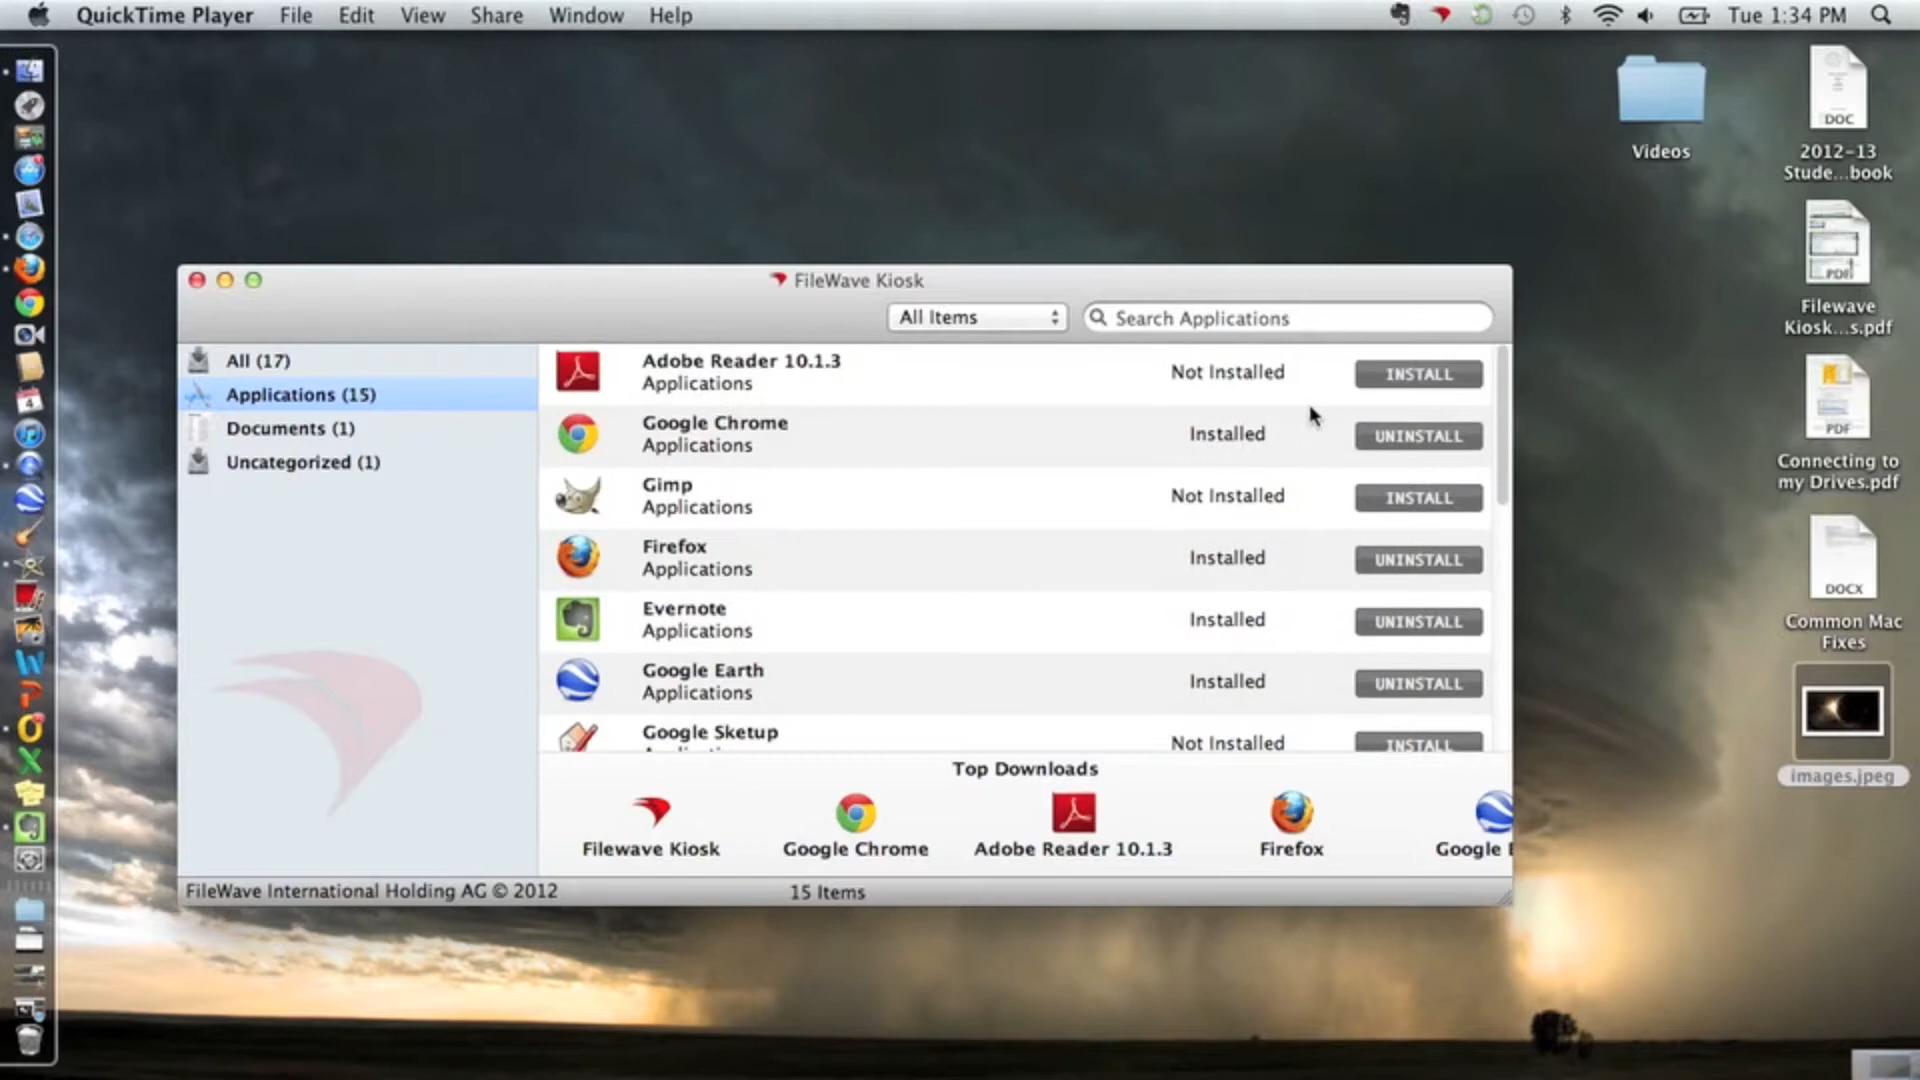 QuickTime Player File Edit View Share Window Help Tue 1:34 PM
Videos
DOC
2012-13
Stude...book
PDF
Filewave
Kiosk...s.pdf
PDF
Connecting to
my Drives.pdf
DOCX
Common Mac
Fixes
images.jpeg
FileWave Kiosk
All Items Search Applications
All (17)
Applications (15)
Documents (1)
Uncategorized (1)
Adobe Reader 10.1.3
Applications
Not Installed INSTALL
Google Chrome
Applications
Installed UNINSTALL
Gimp
Applications
Not Installed INSTALL
Firefox
Applications
Installed UNINSTALL
Evernote
Applications
Installed UNINSTALL
Google Earth
Applications
Installed UNINSTALL
Google Sketup
Not Installed INSTALL
Top Downloads
Filewave Kiosk Google Chrome Adobe Reader 10.1.3 Firefox Google
FileWave International Holding AG © 2012 15 Items